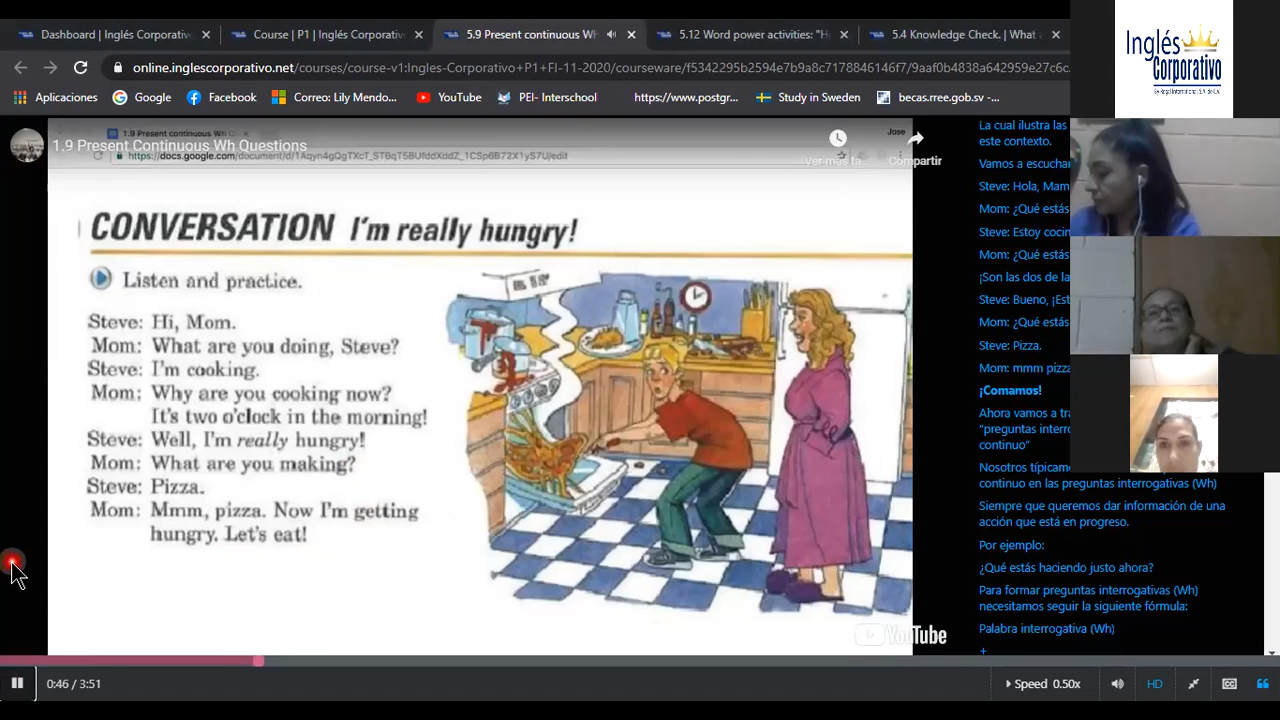 Dashboard | Inglés Corporativo
Course | P1 | Inglés Corporativo
5.9 Present continuous Wh
5.12 Word power activities: "H
5.4 Knowledge Check. | What
Inglés
Corporativo
online.inglescorporativo.net/courses/course-v1:Ingles-Corporativo+P1+FI-11-2020/courseware/
Aplicaciones
Google
Facebook
Correo: Lily Mendo...
PEI- Interschool
https://www.postgr...
Study in Sweden
becas.rree.gob.sv -...
1.9 Present Continuous Wh Questions
Jose
Compartir
CONVERSATION I'm really hungry!
Listen and practice.
Steve: Hi, Mom.
Mom: What are you doing, Steve?
Steve: I'm cooking.
Mom: Why are you cooking now?
It's two o'clock in the morning!
Steve: Well, I'm really hungry!
Mom: What are you making?
Steve: Pizza.
Mom: Mmm, pizza. Now I'm getting
hungry. Let's eat!
YouTube
La cual ilustra las
este contexto.
Vamos a escuchar
Steve: Hola, Mam
Mom: ¿Qué estás
Steve: Estoy cocin
Mom: ¿Qué estás
¡Son las dos de la
Steve: Bueno, ¡Est
Mom: ¿Qué estás
Steve: Pizza.
Mom: mmm pizza
¡Comamos!
Ahora vamos a tra
"preguntas interro
continuo"
Nosotros típicame
continuo en las preguntas interrogativas (Wh)
Siempre que queremos dar información de una
acción que está en progreso.
Por ejemplo:
¿Qué estás haciendo justo ahora?
Para formar preguntas interrogativas (Wh)
necesitamos seguir la siguiente fórmula:
Palabra interrogativa (Wh)
+
0:46 / 3:51
Speed 0.50x
HD
CC